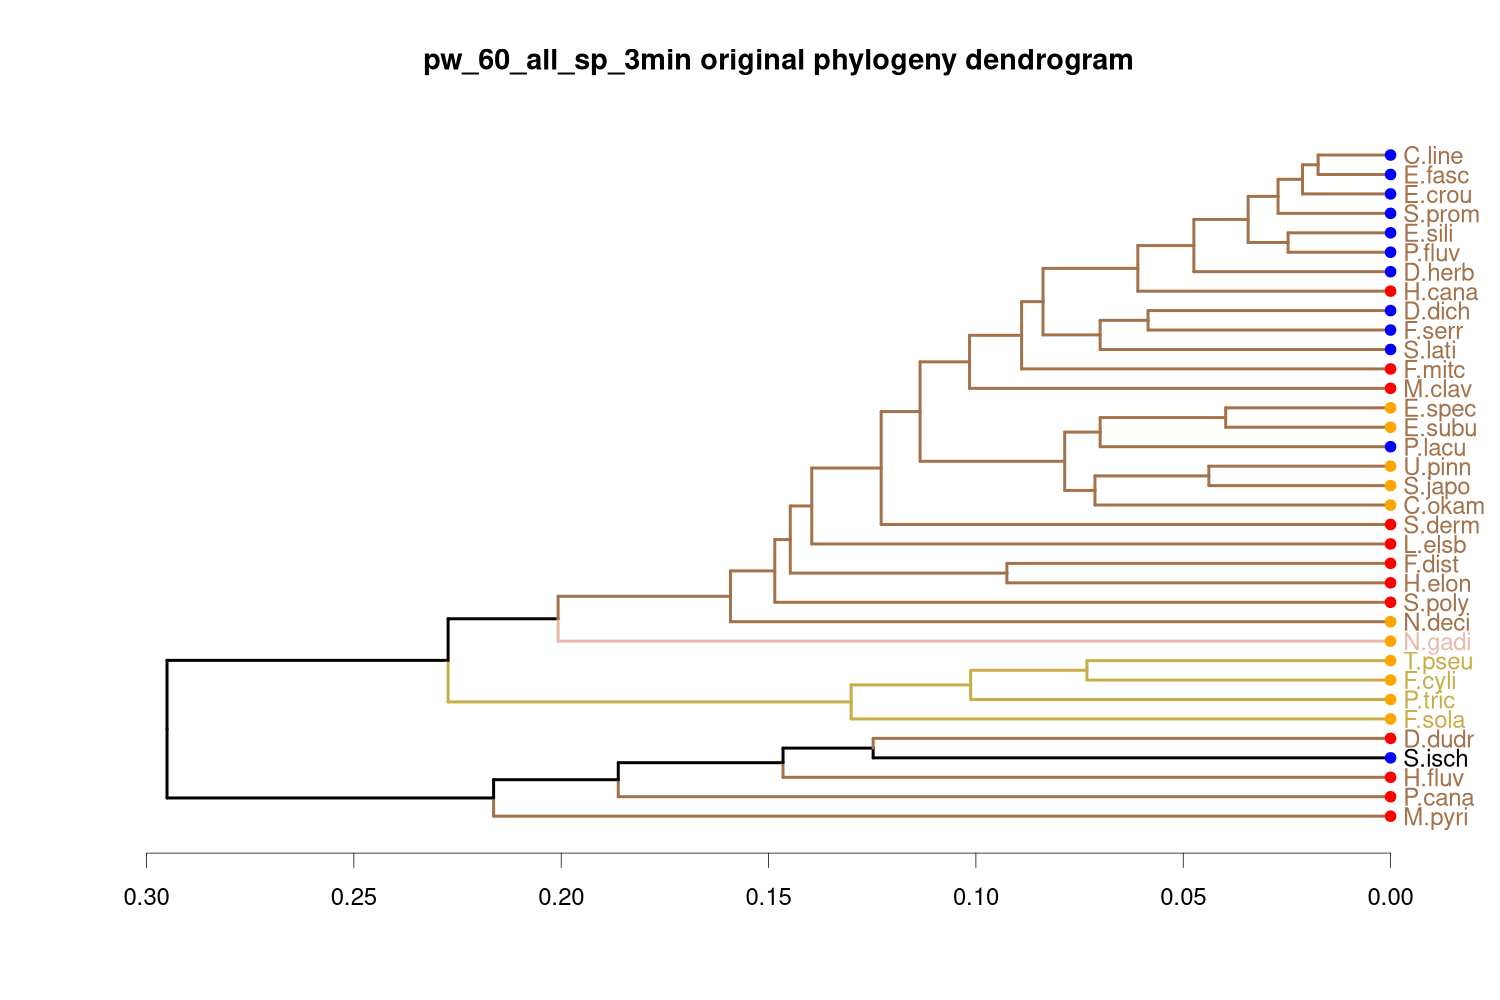 pw_60_all_sp_3min original phylogeny dendrogram
C.line
E.fasc
E.crou
S.prom
E.sili
P.fluv
D.herb
H.cana
D.dich
F.serr
S.lati
F.mitc
M.clav
E.spec
E.subu
P.lacu
U.pinn
S.japo
C.okam
S.derm
L.elsb
F.dist
H.elon
S.poly
N.deci
N.gadi
T.pseu
F.cyli
P.tric
F.sola
D.dudr
S.isch
H.fluv
P.cana
M.pyri
0.30 0.25 0.20 0.15 0.10 0.05 0.00